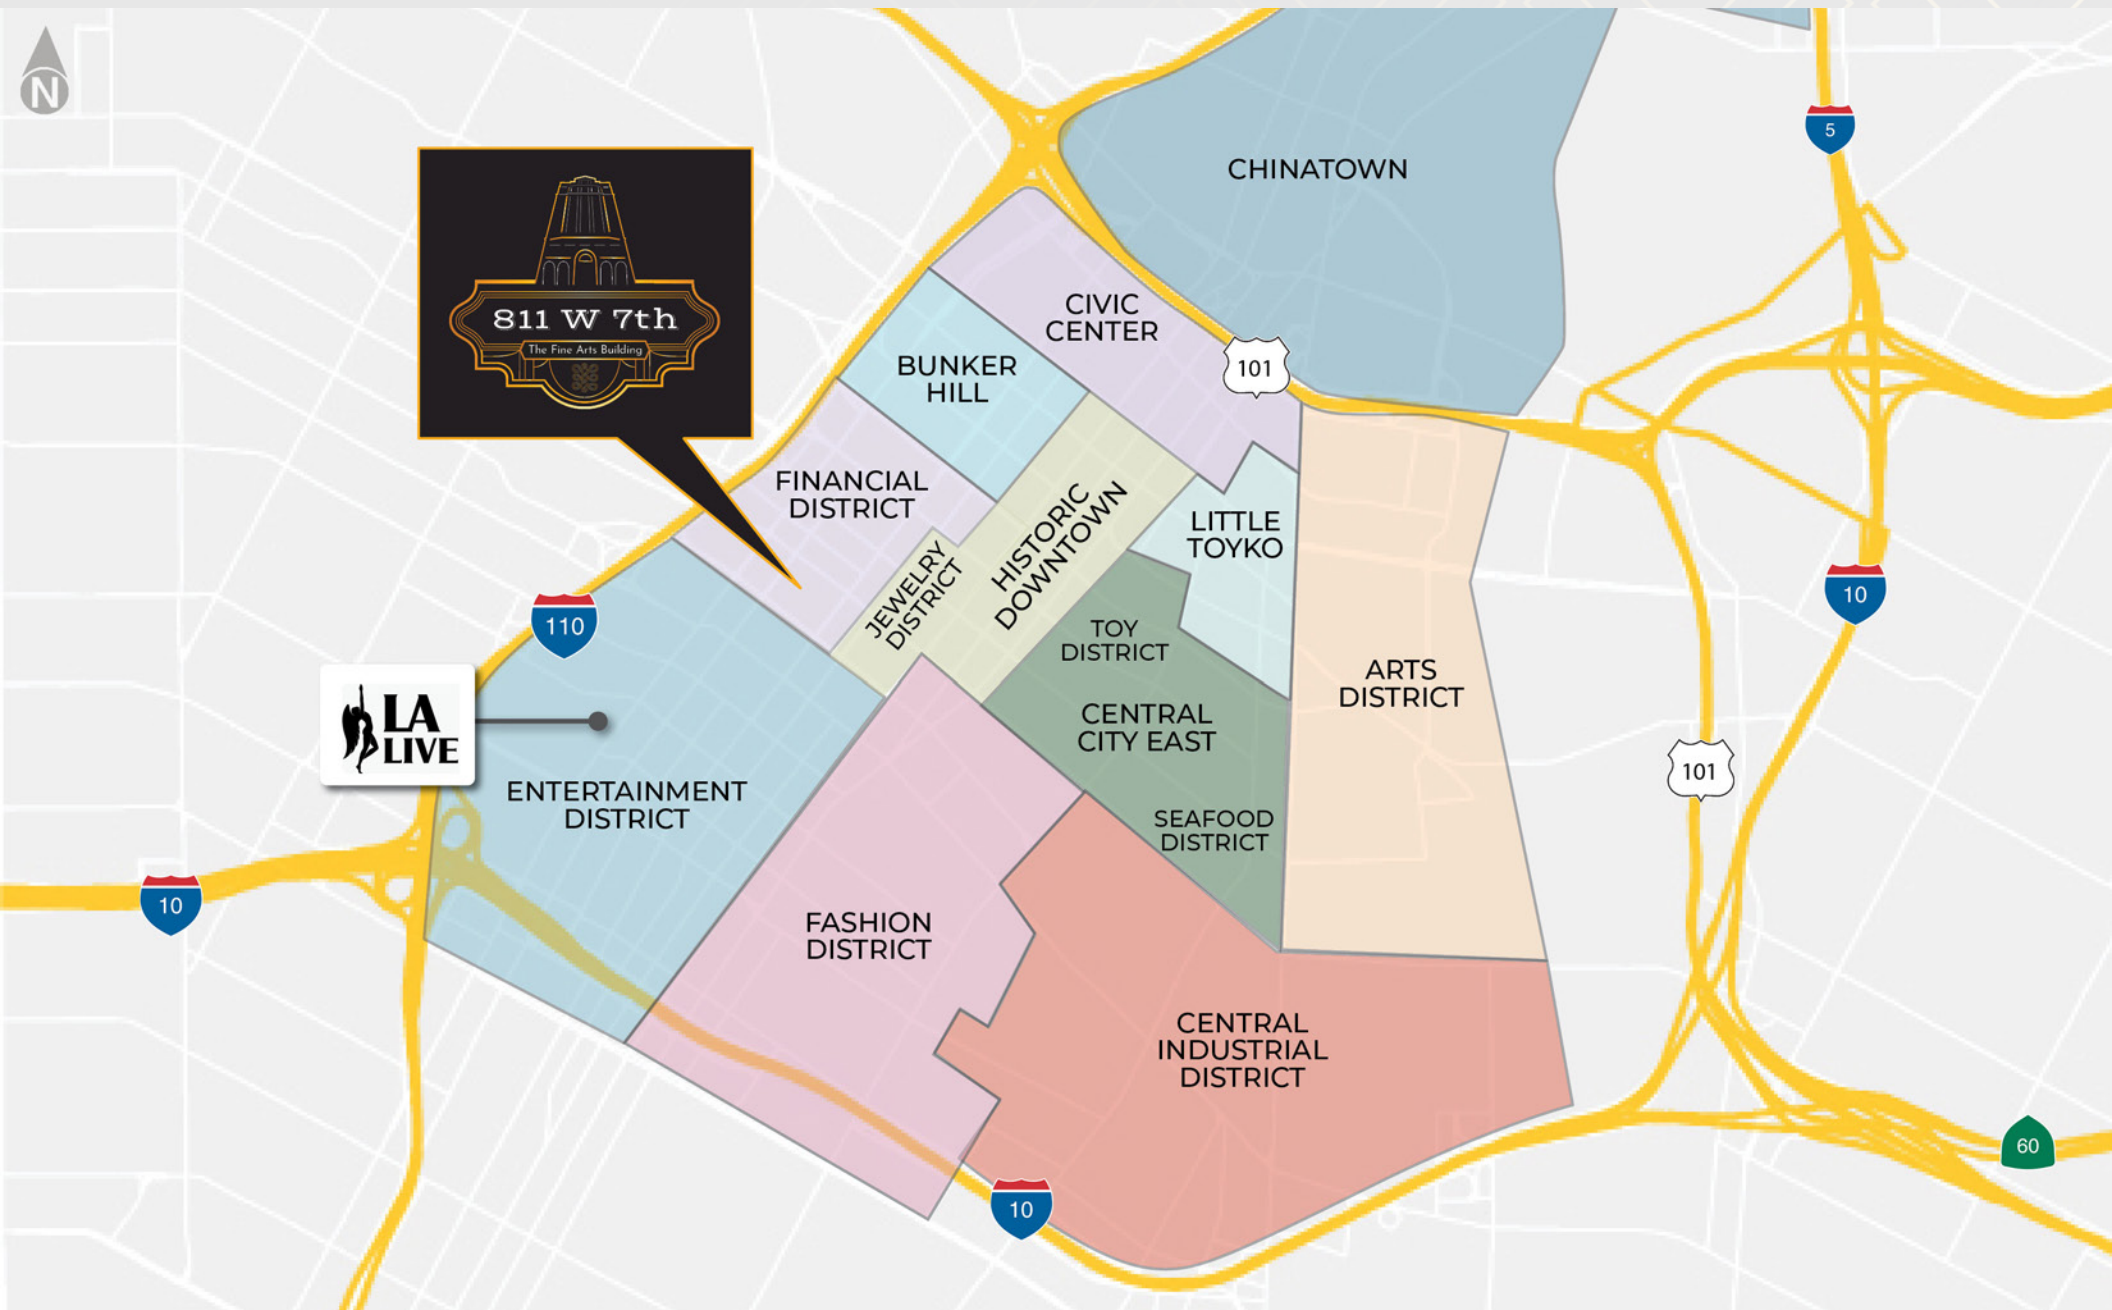 N
CHINATOWN
5
811 W 7th
The Fine Arts Building
CIVIC
CENTER
101
BUNKER
HILL
FINANCIAL
DISTRICT
HISTORIC
DOWNTOWN
LITTLE
TOYKO
JEWELRY
DISTRICT
10
110
TOY
DISTRICT
ARTS
DISTRICT
LA
LIVE
CENTRAL
CITY EAST
101
ENTERTAINMENT
DISTRICT
SEAFOOD
DISTRICT
10
FASHION
DISTRICT
CENTRAL
INDUSTRIAL
DISTRICT
60
10